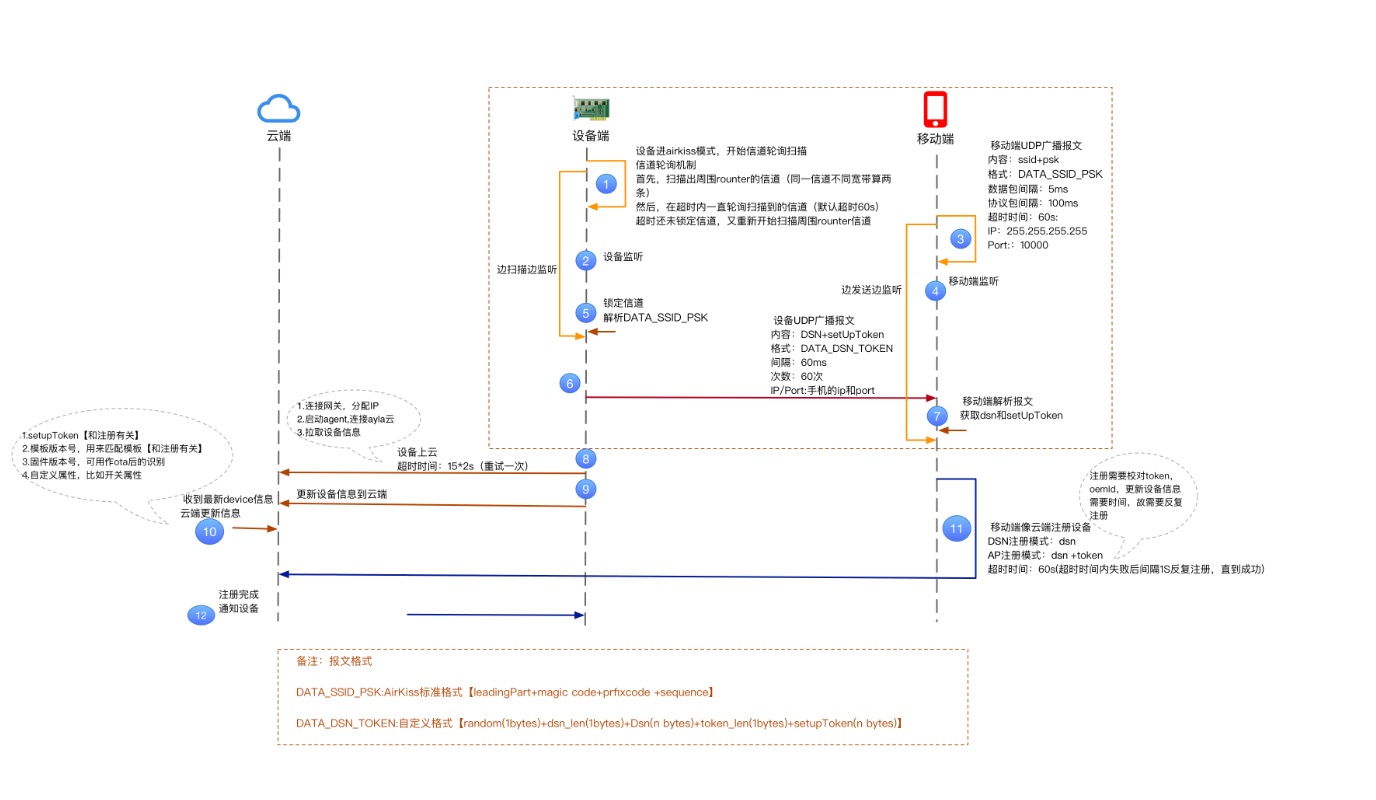 云端
设备端
移动端
设备进airkiss模式，开始信道轮询扫描
信道轮询机制
首先，扫描出周围rounter的信道（同一信道不同宽带算两
条）
然后，在超时内一直轮询扫描到的信道（默认超时60s）
超时还未锁定信道，又重新开始扫描周围rounter信道
1
移动端UDP广播报文
内容：ssid+psk
格式：DATA_SSID_PSK
数据包间隔：5ms
协议包间隔：100ms
超时时间：60s:
IP：255.255.255.255
Port:：10000
3
2
设备监听
边扫描边监听
4
移动端监听
边发送边监听
5
锁定信道
解析DATA_SSID_PSK
设备UDP广播报文
内容：DSN+setUpToken
格式：DATA_DSN_TOKEN
间隔：60ms
次数：60次
IP/Port:手机的ip和port
6
7
移动端解析报文
获取dsn和setUpToken
1.连接网关，分配IP
2.启动agent,连接ayla云
3.拉取设备信息
1.setupToken【和注册有关】
2.模板版本号，用来匹配模板【和注册有关】
3.固件版本号，可用作ota后的识别
4.自定义属性，比如开关属性
设备上云
超时时间：15*2s（重试一次）
8
更新设备信息到云端
9
收到最新device信息
云端更新信息
10
注册需要校对token，
oemId，更新设备信息
需要时间，故需要反复
注册
11
移动端像云端注册设备
DSN注册模式：dsn
AP注册模式：dsn +token
超时时间：60s(超时时间内失败后间隔1S反复注册，直到成功）
注册完成
通知设备
12
备注：报文格式
DATA_SSID_PSK:AirKiss标准格式【leadingPart+magic code+prfixcode +sequence】
DATA_DSN_TOKEN:自定义格式【random(1bytes)+dsn_len(1bytes)+Dsn(n bytes)+token_len(1bytes)+setupToken(n bytes)】